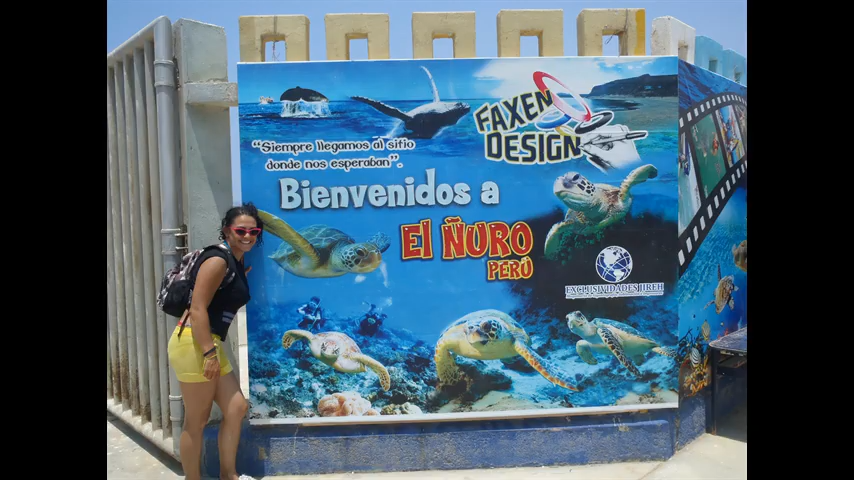 "Siempre llegamos al sitio
donde nos esperaban".
FAXEN
DESIGN
Bienvenidos a
El ÑURO
PERÚ
EXCLUSIVIDADES JIREH